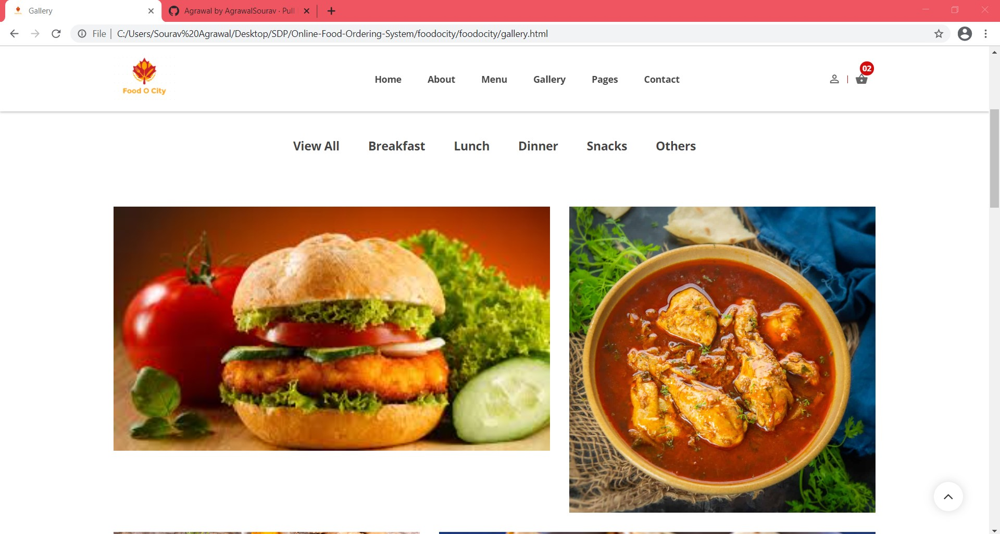 Gallery
Agrawal by AgrawalSourav · Pull
File
C:/Users/Sourav%20Agrawal/Desktop/SDP/Online-Food-Ordering-System/foodocity/foodocity/gallery.html
Food O City
Home About Menu Gallery Pages Contact
02
View All Breakfast Lunch Dinner Snacks Others